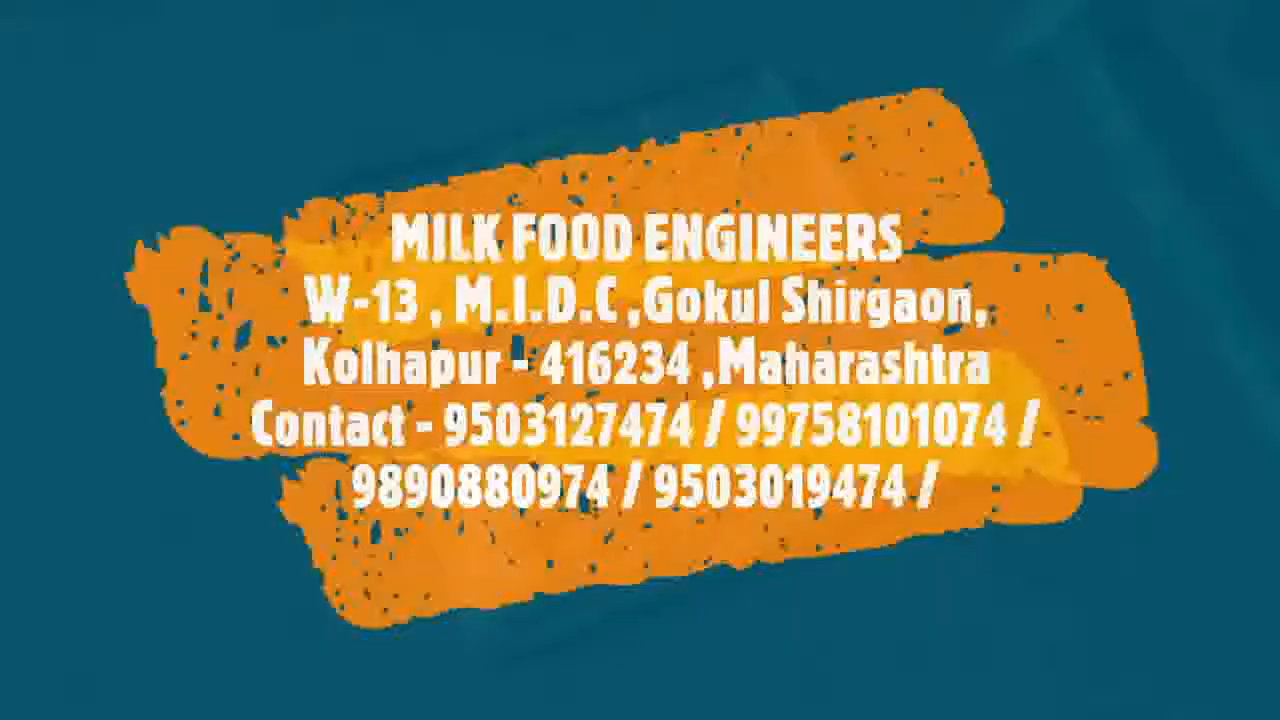 MILK FOOD ENGINEERS
W-13 , M.I.D.C ,Gokul Shirgaon,
Kolhapur - 416234 ,Maharashtra
Contact - 9503127474 / 99758101074 /
9890880974 / 9503019474 /